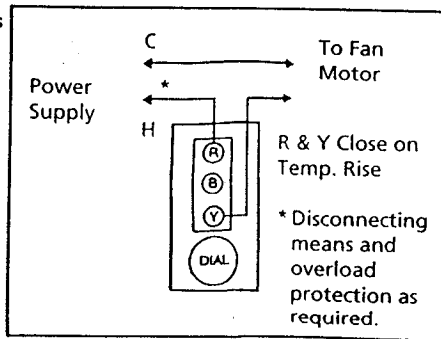 s
C
To Fan
Motor
Power
Supply
*
H
R
B
Y
DIAL
R & Y Close on
Temp. Rise
* Disconnecting
means and
overload
protection as
required.